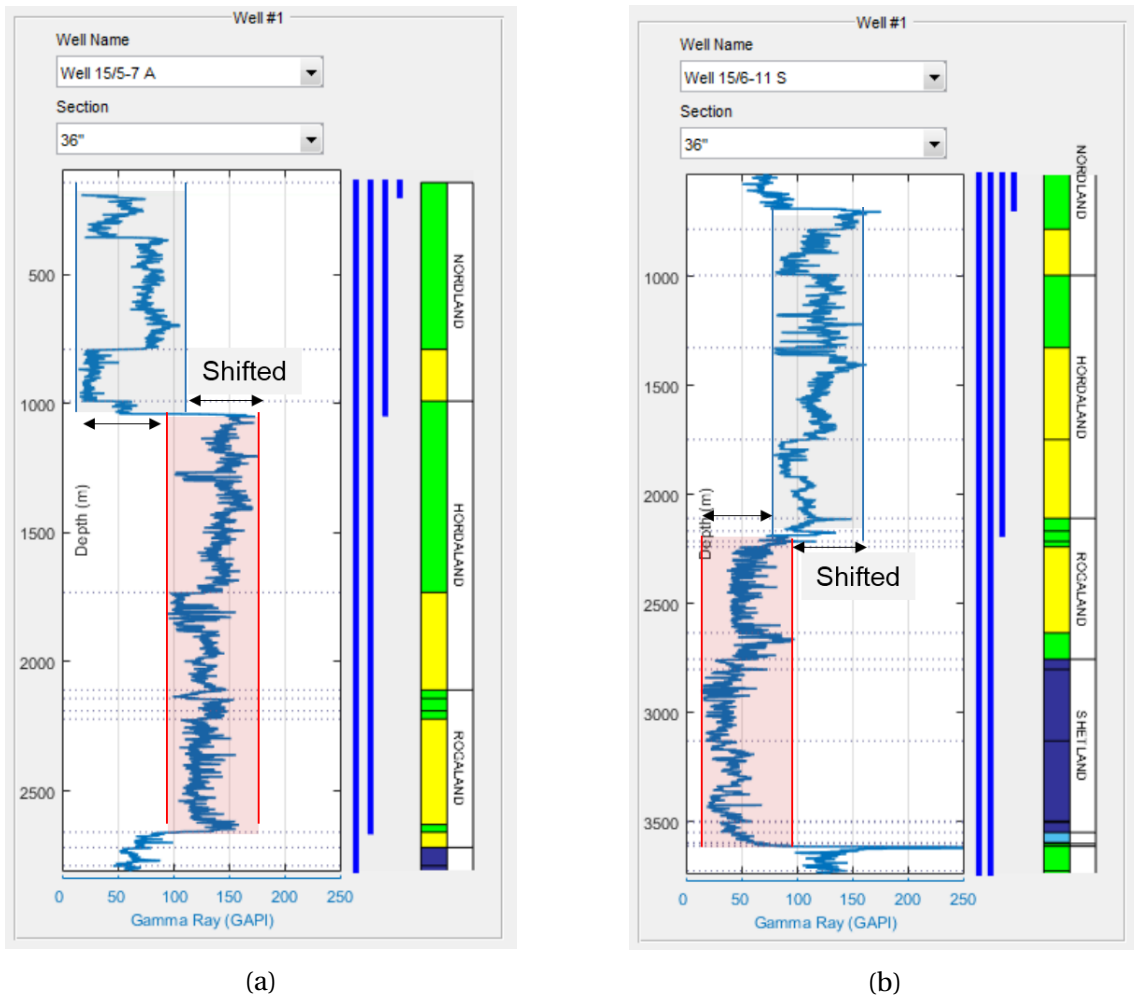 Well #1
Well Name
Well 15/5-7 A
Section
36"
500
1000
1500
2000
2500
Depth (m)
Shifted
NORDLAND
HORDALAND
ROGALAND
0 50 100 150 200 250
Gamma Ray (GAPI)
(a)
Well #1
Well Name
Well 15/6-11 S
Section
36"
1000
1500
2000
2500
3000
3500
Depth (m)
Shifted
NORDLAND
HORDALAND
ROGALAND
SHETLAND
0 50 100 150 200 250
Gamma Ray (GAPI)
(b)